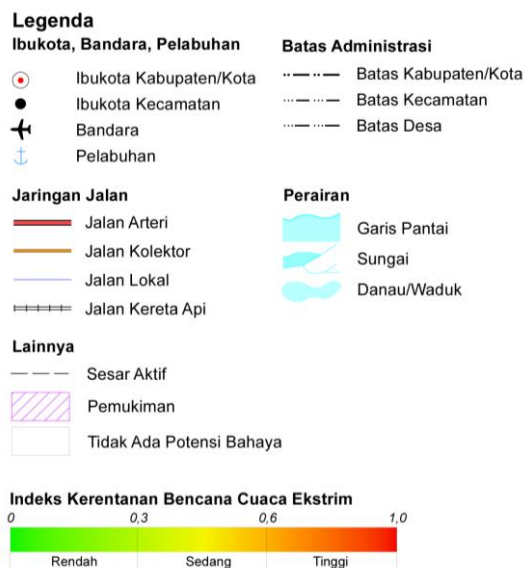 Legenda
Ibukota, Bandara, Pelabuhan
Ibukota Kabupaten/Kota
Ibukota Kecamatan
Bandara
Pelabuhan
Batas Administrasi
Batas Kabupaten/Kota
Batas Kecamatan
Batas Desa
Jaringan Jalan
Jalan Arteri
Jalan Kolektor
Jalan Lokal
Jalan Kereta Api
Perairan
Garis Pantai
Sungai
Danau/Waduk
Lainnya
Sesar Aktif
Pemukiman
Tidak Ada Potensi Bahaya
Indeks Kerentanan Bencana Cuaca Ekstrim
0 0,3 0,6 1,0
Rendah Sedang Tinggi